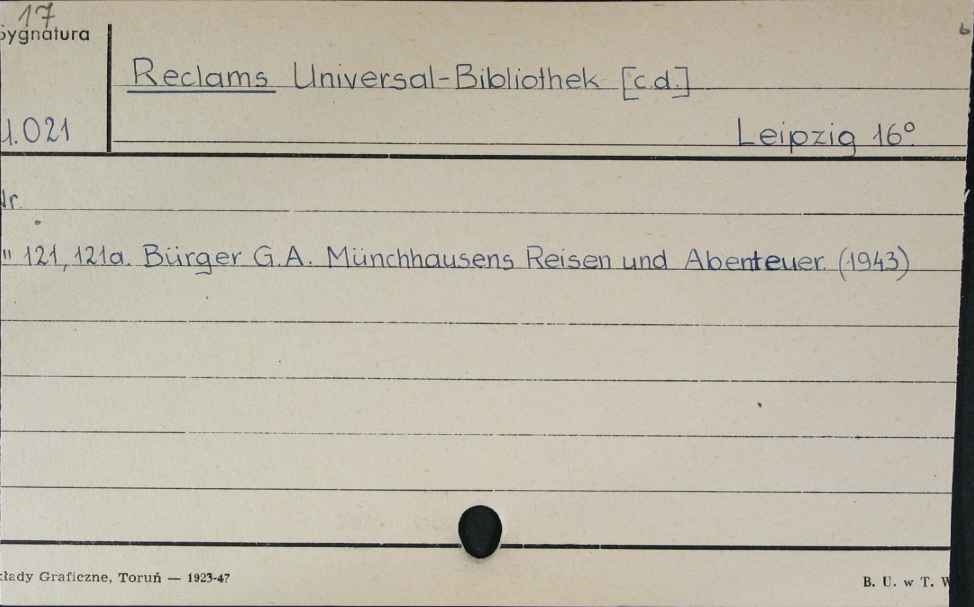 17
Sygnatura
Reclams Universal-Bibliothek [c.d.]
1.021
Leipzig 16°
Nr.
" 121, 121a. Bürger G.A. Münchhausens Reisen und Abenteuer. (1943)
kłady Graficzne, Toruń — 1923-47
B. U. w T. W